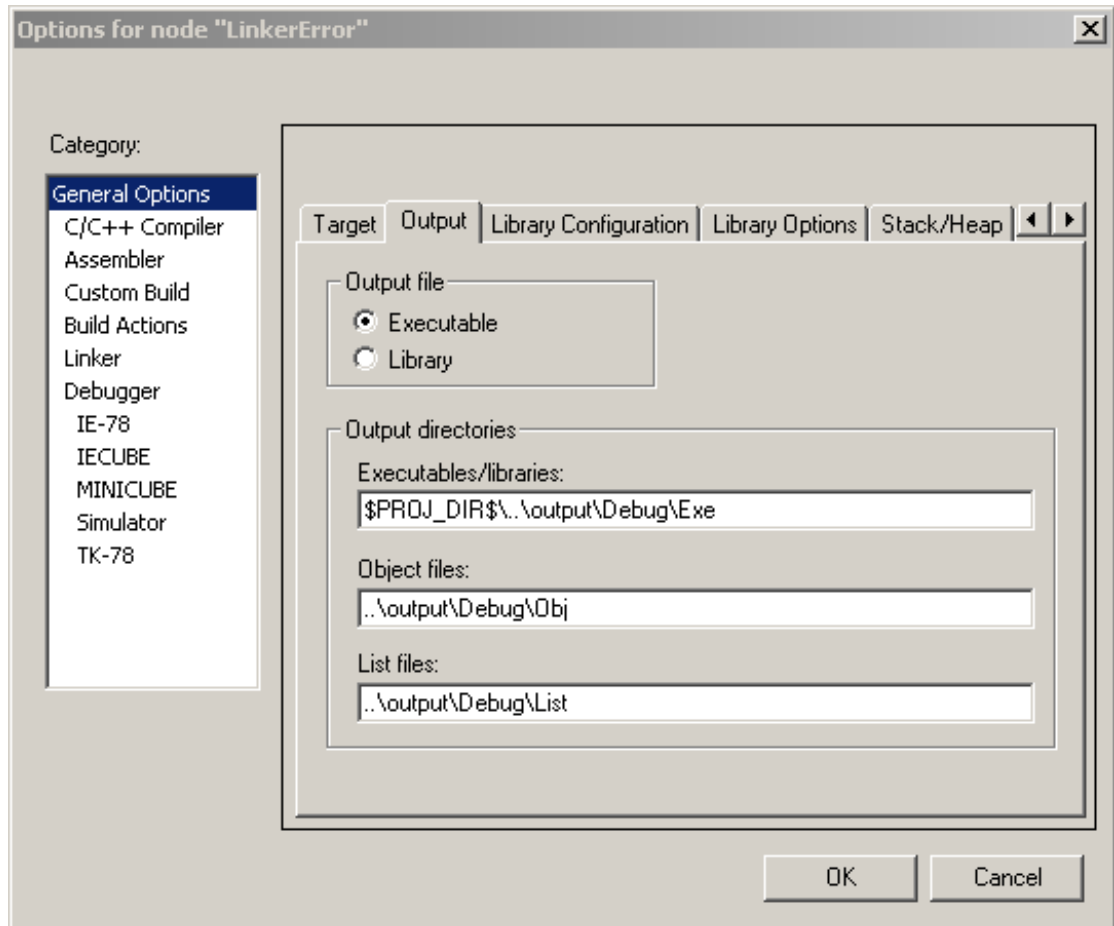 Options for node "LinkerError"
Category:
General Options
C/C++ Compiler
Assembler
Custom Build
Build Actions
Linker
Debugger
IE-78
IECUBE
MINICUBE
Simulator
TK-78
Target Output Library Configuration Library Options Stack/Heap
Output file
Executable
Library
Output directories
Executables/libraries:
$PROJ_DIR$\..\output\Debug\Exe
Object files:
..\output\Debug\Obj
List files:
..\output\Debug\List
OK Cancel